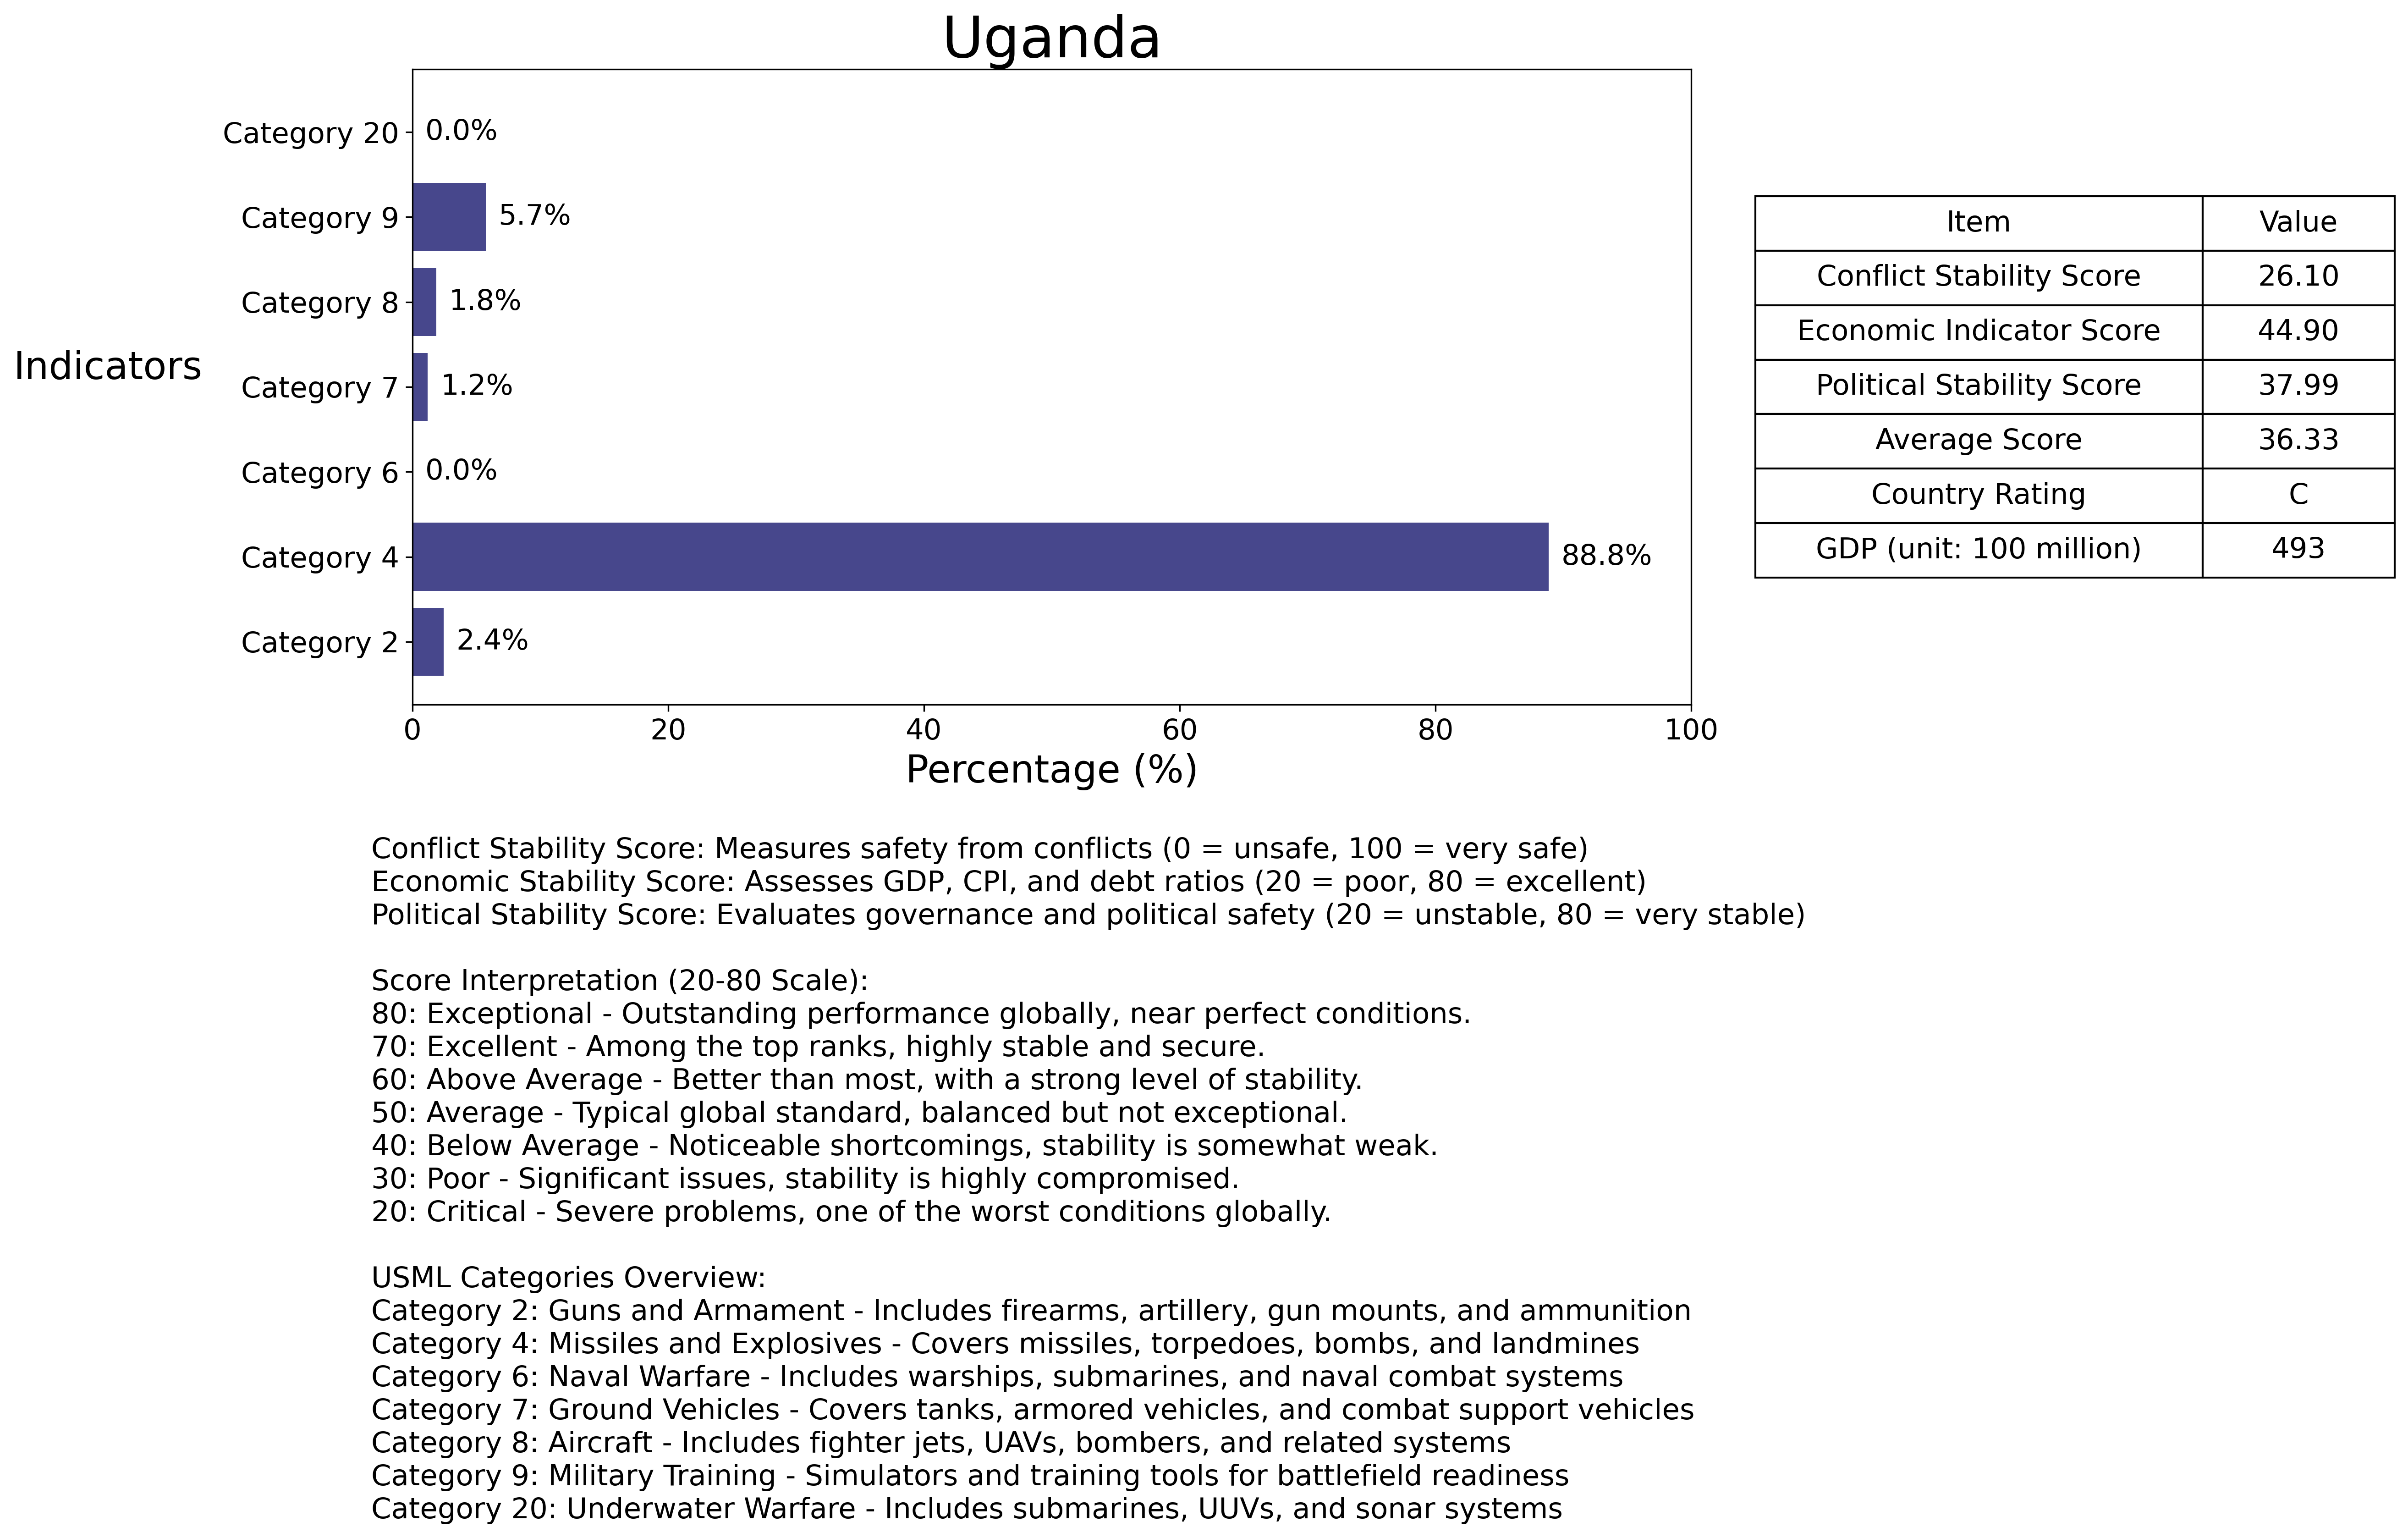 Uganda
Indicators
Category 20
0.0%
Category 9
5.7%
Category 8
1.8%
Category 7
1.2%
Category 6
0.0%
Category 4
88.8%
Category 2
2.4%
0 20 40 60 80 100
Percentage (%)
Item Value
Conflict Stability Score 26.10
Economic Indicator Score 44.90
Political Stability Score 37.99
Average Score 36.33
Country Rating C
GDP (unit: 100 million) 493
Conflict Stability Score: Measures safety from conflicts (0 = unsafe, 100 = very safe)
Economic Stability Score: Assesses GDP, CPI, and debt ratios (20 = poor, 80 = excellent)
Political Stability Score: Evaluates governance and political safety (20 = unstable, 80 = very stable)
Score Interpretation (20-80 Scale):
80: Exceptional - Outstanding performance globally, near perfect conditions.
70: Excellent - Among the top ranks, highly stable and secure.
60: Above Average - Better than most, with a strong level of stability.
50: Average - Typical global standard, balanced but not exceptional.
40: Below Average - Noticeable shortcomings, stability is somewhat weak.
30: Poor - Significant issues, stability is highly compromised.
20: Critical - Severe problems, one of the worst conditions globally.
USML Categories Overview:
Category 2: Guns and Armament - Includes firearms, artillery, gun mounts, and ammunition
Category 4: Missiles and Explosives - Covers missiles, torpedoes, bombs, and landmines
Category 6: Naval Warfare - Includes warships, submarines, and naval combat systems
Category 7: Ground Vehicles - Covers tanks, armored vehicles, and combat support vehicles
Category 8: Aircraft - Includes fighter jets, UAVs, bombers, and related systems
Category 9: Military Training - Simulators and training tools for battlefield readiness
Category 20: Underwater Warfare - Includes submarines, UUVs, and sonar systems